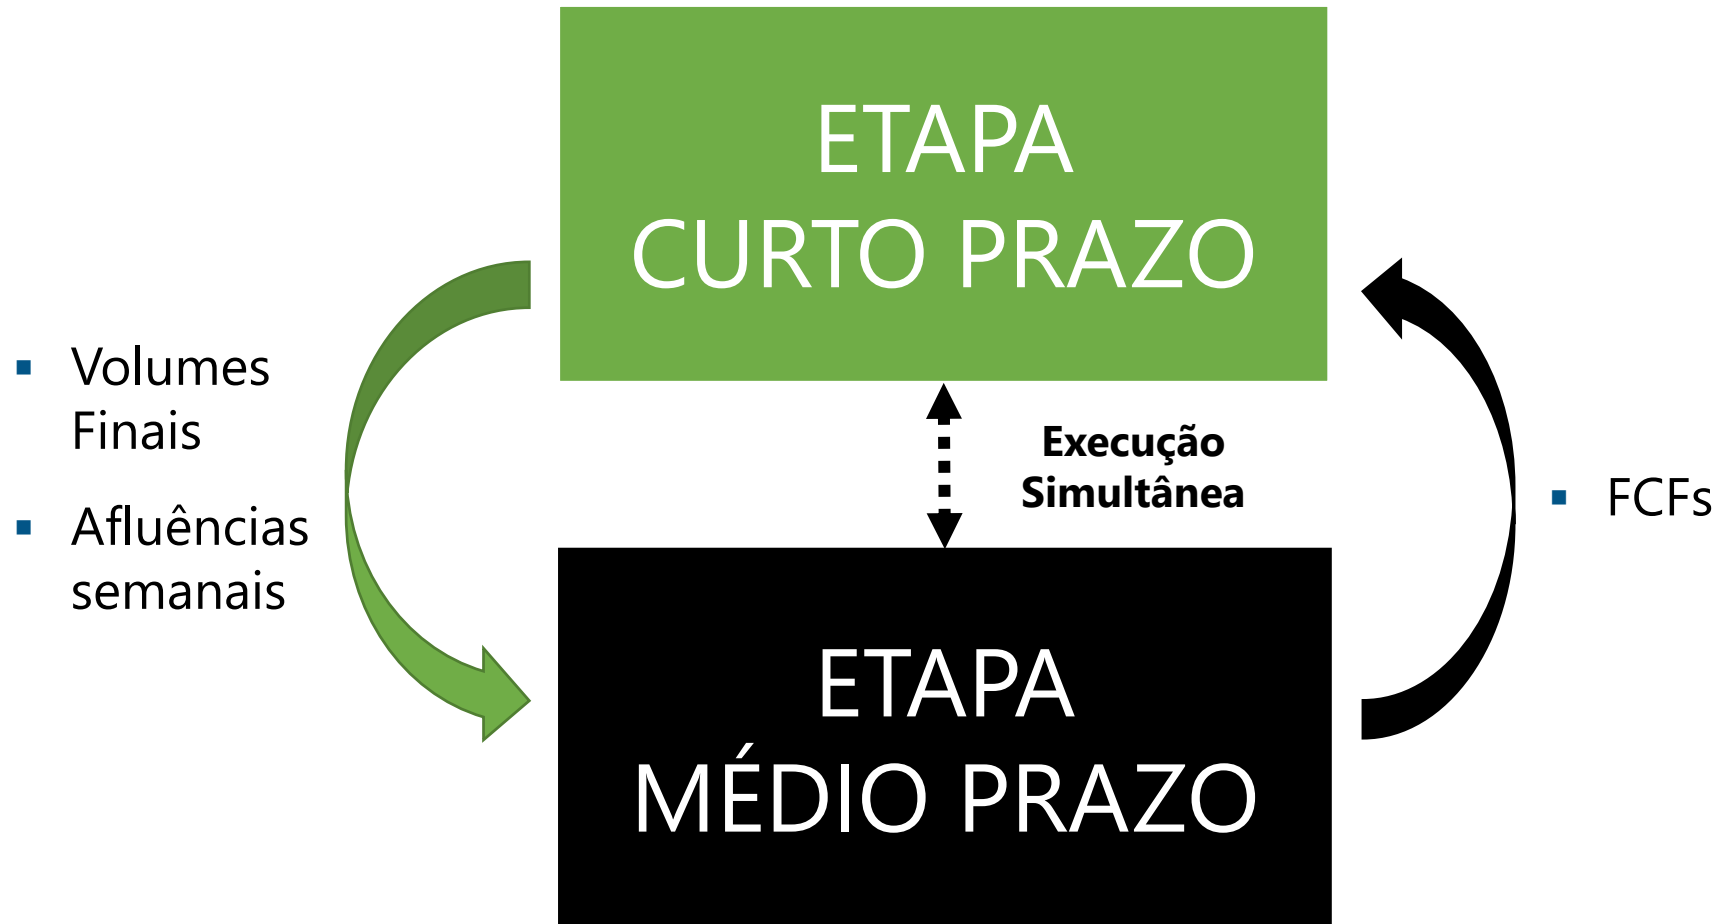 ETAPA
CURTO PRAZO
▪ Volumes
Finais
▪ Afluências
semanais
Execução
Simultânea
▪ FCFs
ETAPA
MÉDIO PRAZO